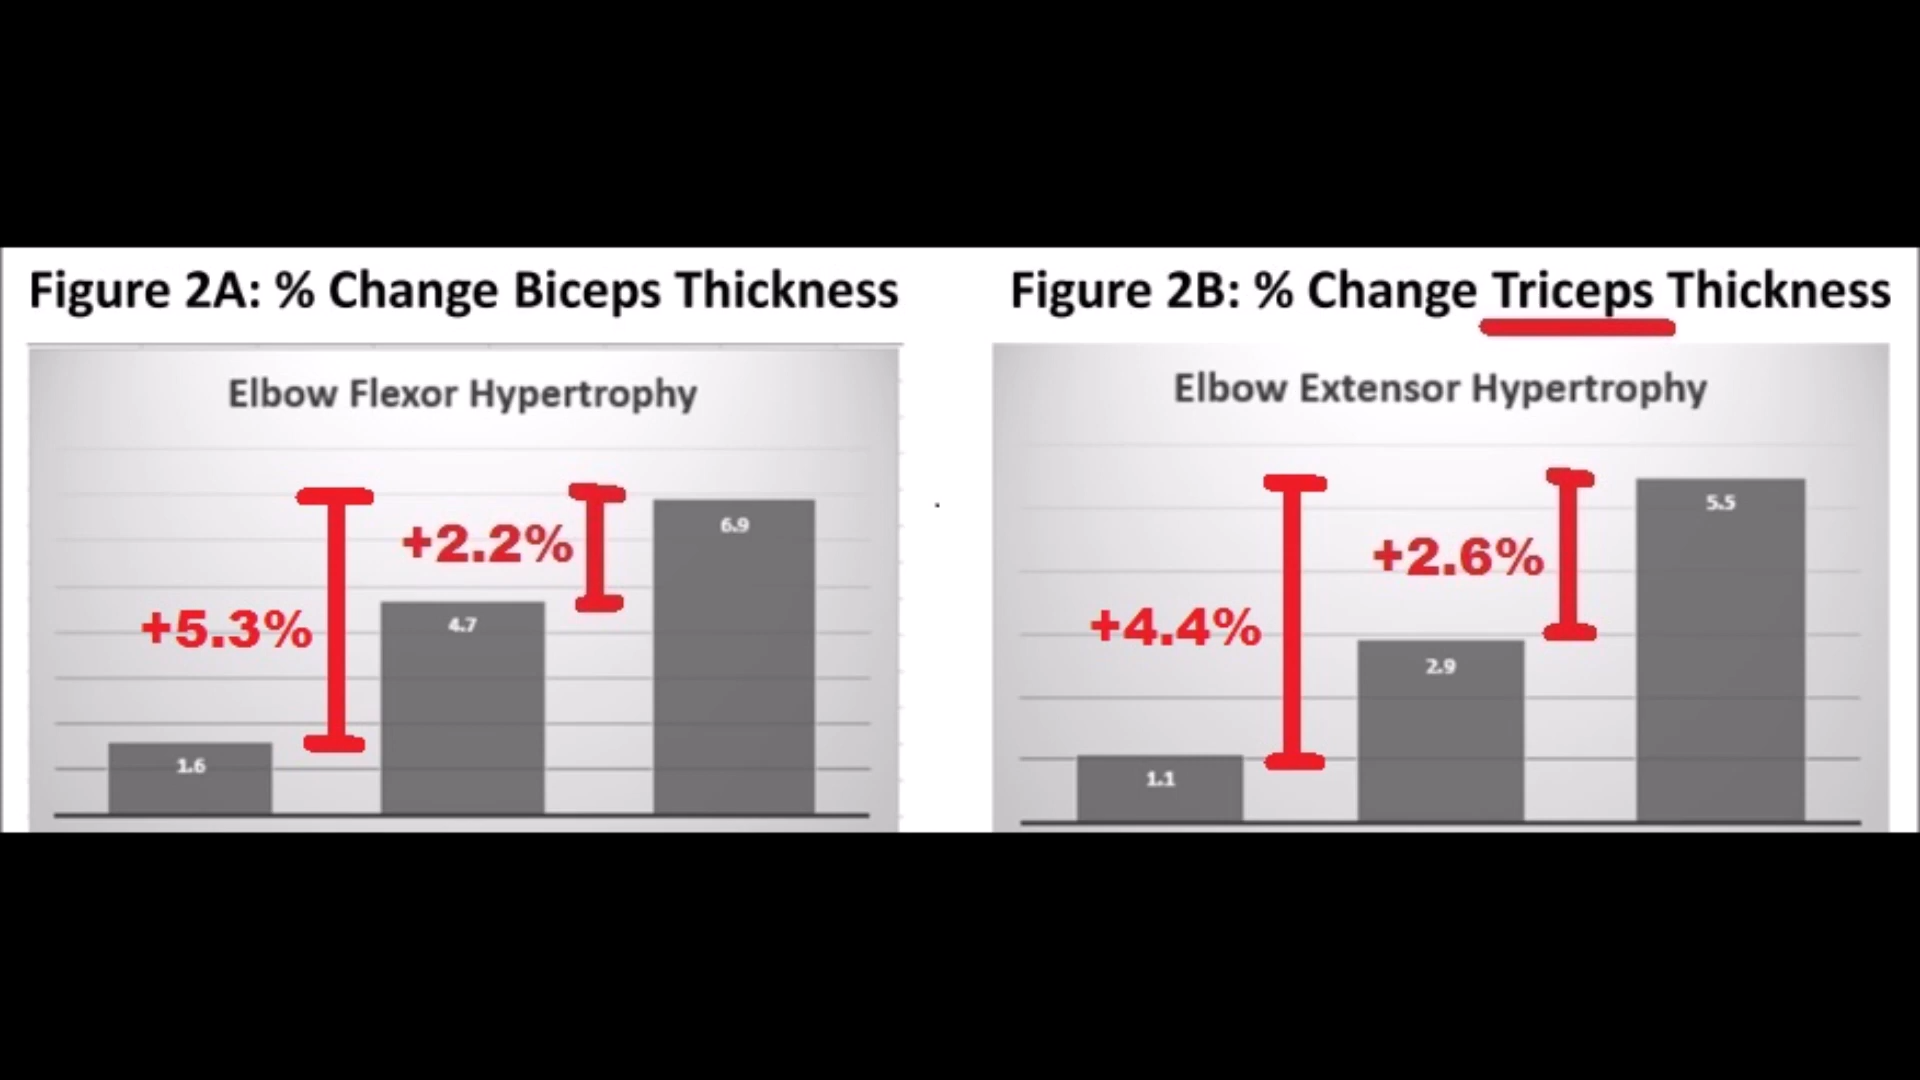 Figure 2A: % Change Biceps Thickness
Elbow Flexor Hypertrophy
+5.3%
+2.2%
1.6
4.7
6.9
Figure 2B: % Change Triceps Thickness
Elbow Extensor Hypertrophy
+4.4%
+2.6%
1.1
2.9
5.5